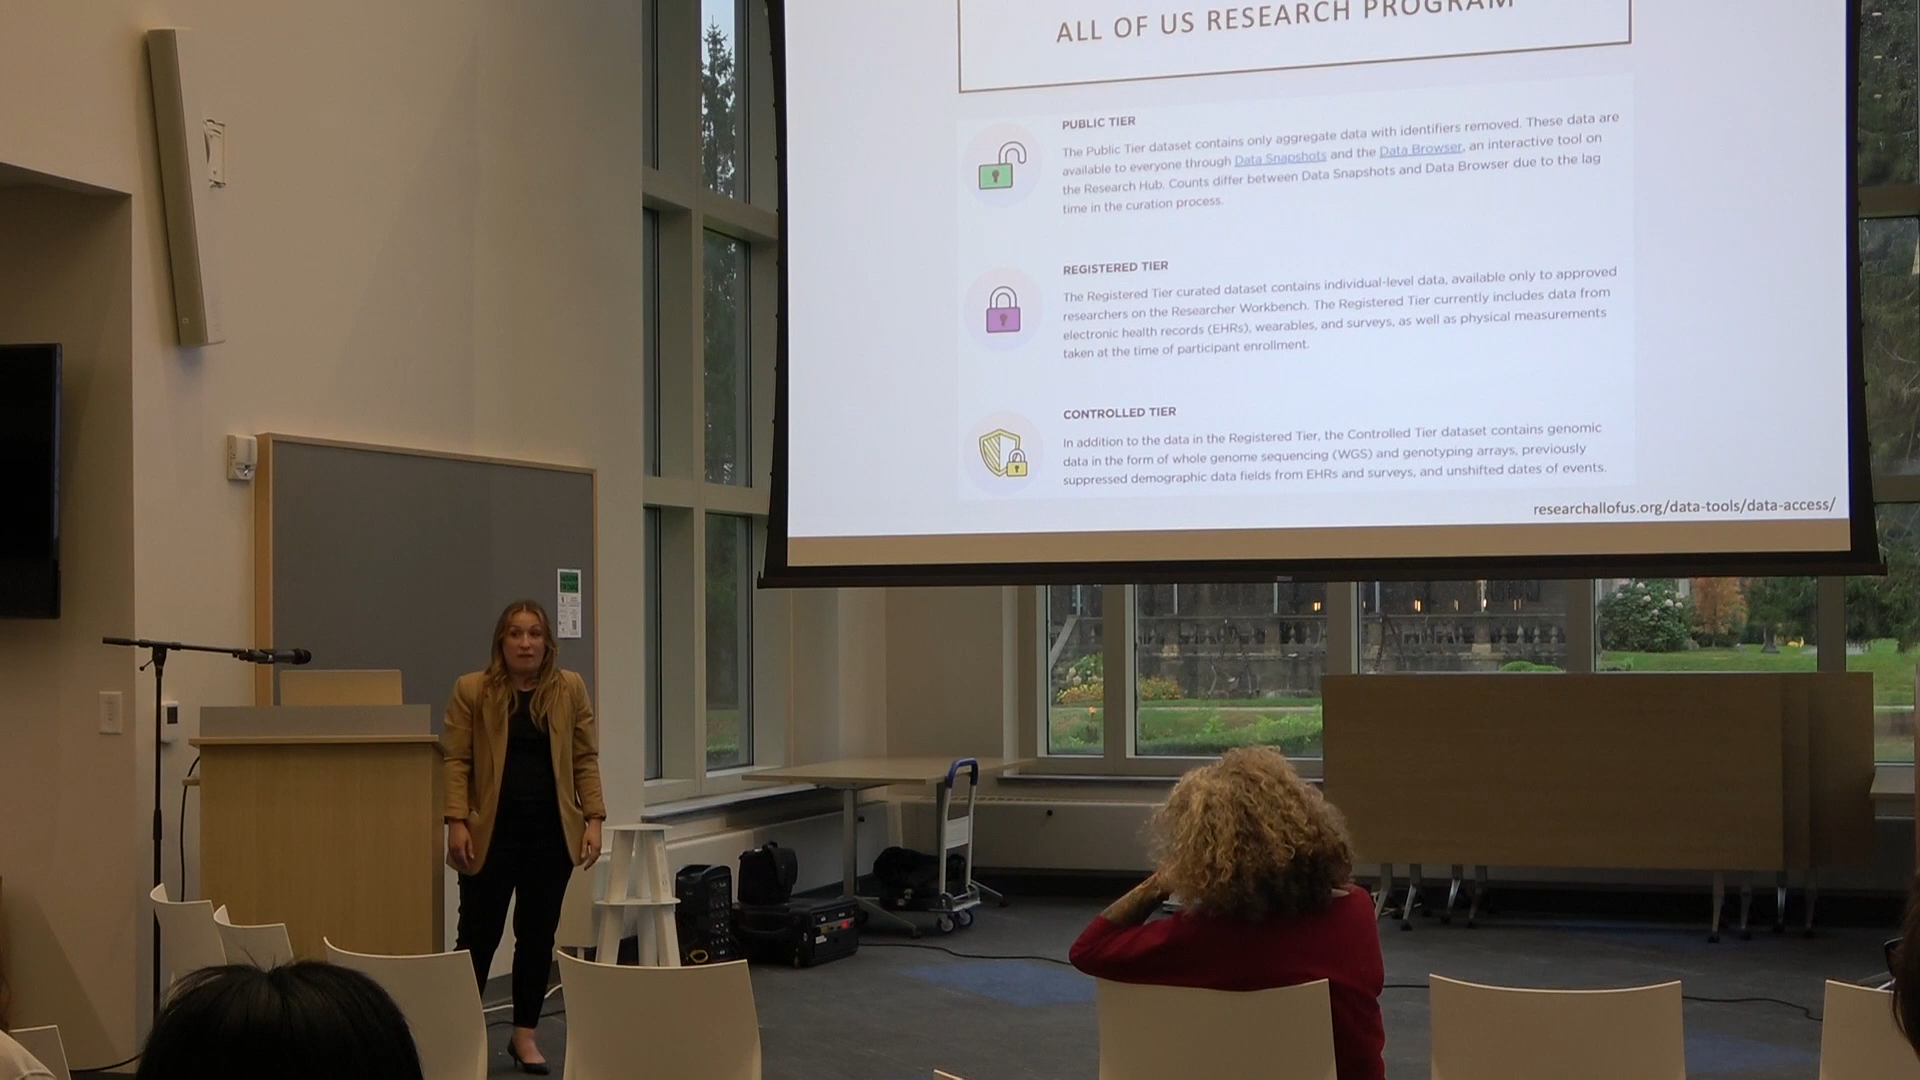 ALL OF US RESEARCH PROGRAM
PUBLIC TIER
The Public Tier dataset contains only aggregate data with identifiers removed. These data are
available to everyone through Data Snapshots and the Data Browser, an interactive tool on
the Research Hub. Counts differ between Data Snapshots and Data Browser due to the lag
time in the curation process.
REGISTERED TIER
The Registered Tier curated dataset contains individual-level data, available only to approved
researchers on the Researcher Workbench. The Registered Tier currently includes data from
electronic health records (EHRs), wearables, and surveys, as well as physical measurements
taken at the time of participant enrollment.
CONTROLLED TIER
In addition to the data in the Registered Tier, the Controlled Tier dataset contains genomic
data in the form of whole genome sequencing (WGS) and genotyping arrays, previously
suppressed demographic data fields from EHRs and surveys, and unshifted dates of events.
researchallofus.org/data-tools/data-access/